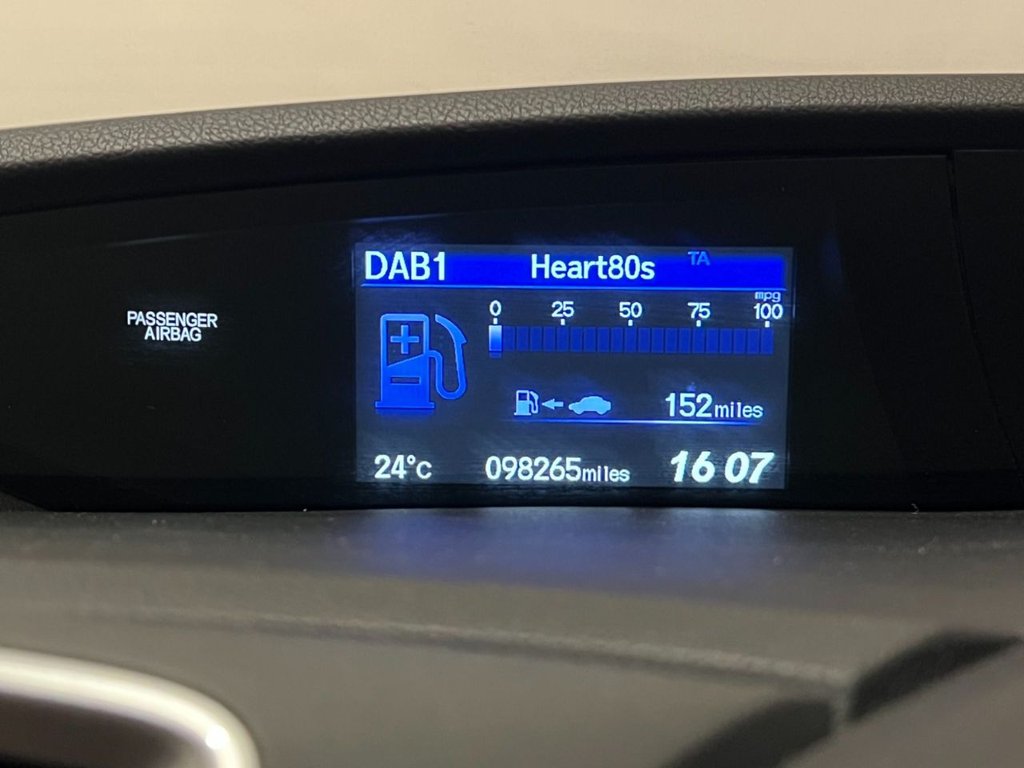 DAB1 Heart80s TA
mpg
0 25 50 75 100
PASSENGER
AIRBAG
152miles
24°C 098265miles 16 07